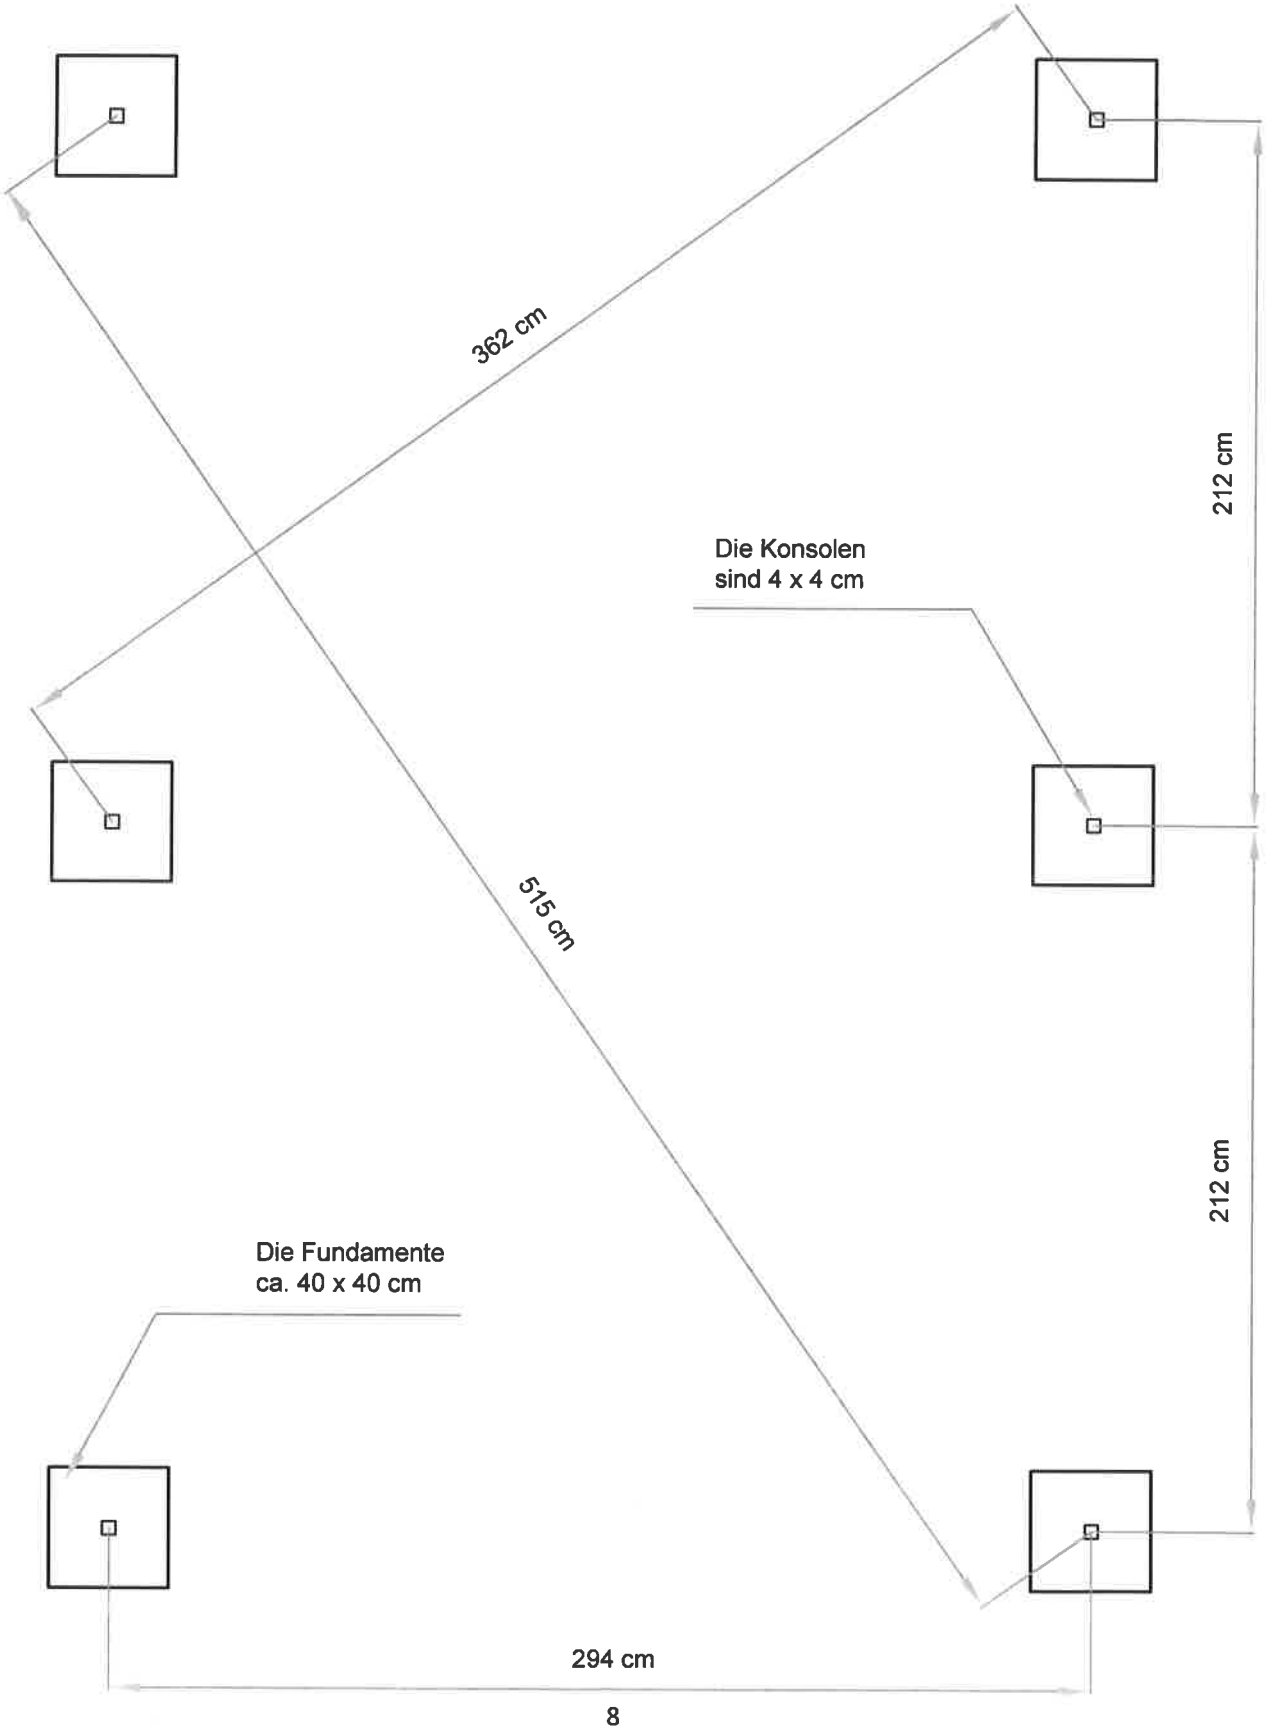 362 cm
212 cm
Die Konsolen
sind 4 x 4 cm
515 cm
212 cm
Die Fundamente
ca. 40 x 40 cm
294 cm
8